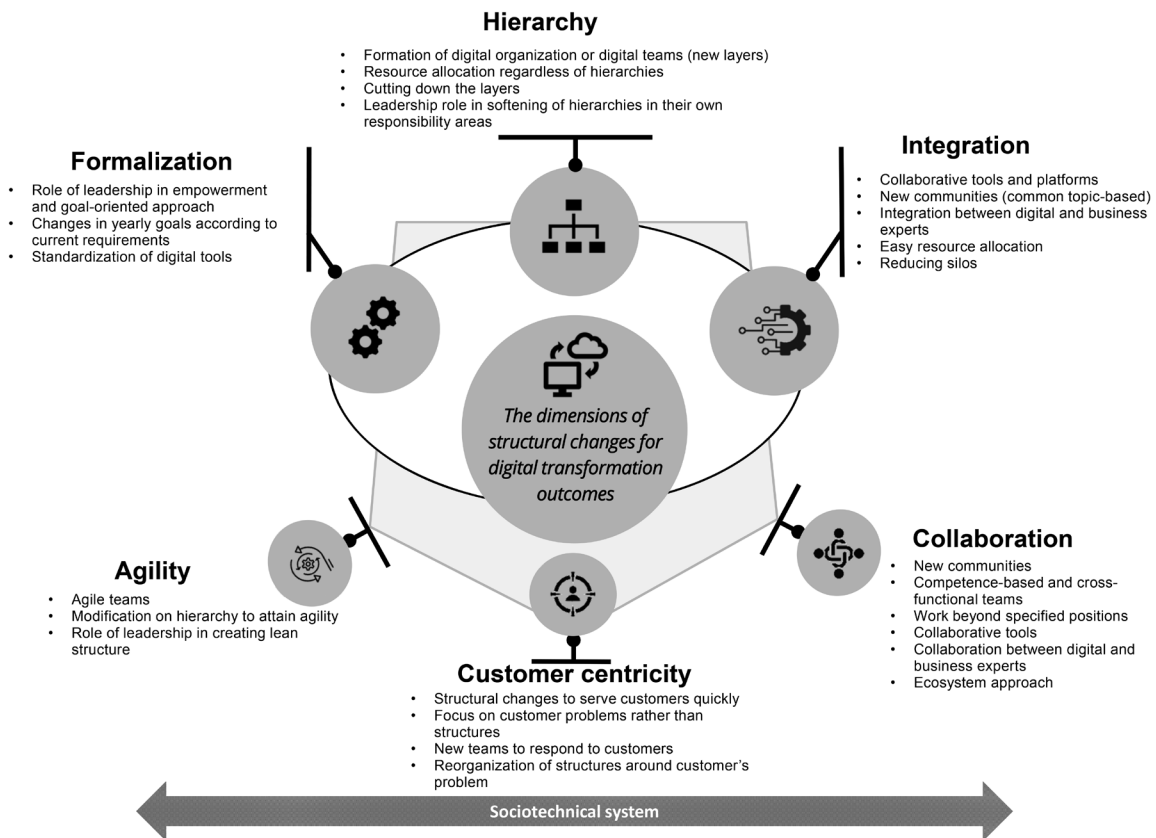 Hierarchy
• Formation of digital organization or digital teams (new layers)
• Resource allocation regardless of hierarchies
• Cutting down the layers
• Leadership role in softening of hierarchies in their own
responsibility areas
Formalization
• Role of leadership in empowerment
and goal-oriented approach
• Changes in yearly goals according to
current requirements
• Standardization of digital tools
Integration
• Collaborative tools and platforms
• New communities (common topic-based)
• Integration between digital and business
experts
• Easy resource allocation
• Reducing silos
The dimensions of
structural changes for
digital transformation
outcomes
Agility
• Agile teams
• Modification on hierarchy to attain agility
• Role of leadership in creating lean
structure
Collaboration
• New communities
• Competence-based and cross-
functional teams
• Work beyond specified positions
• Collaborative tools
• Collaboration between digital and
business experts
• Ecosystem approach
Customer centricity
• Structural changes to serve customers quickly
• Focus on customer problems rather than
structures
• New teams to respond to customers
• Reorganization of structures around customer’s
problem
Sociotechnical system